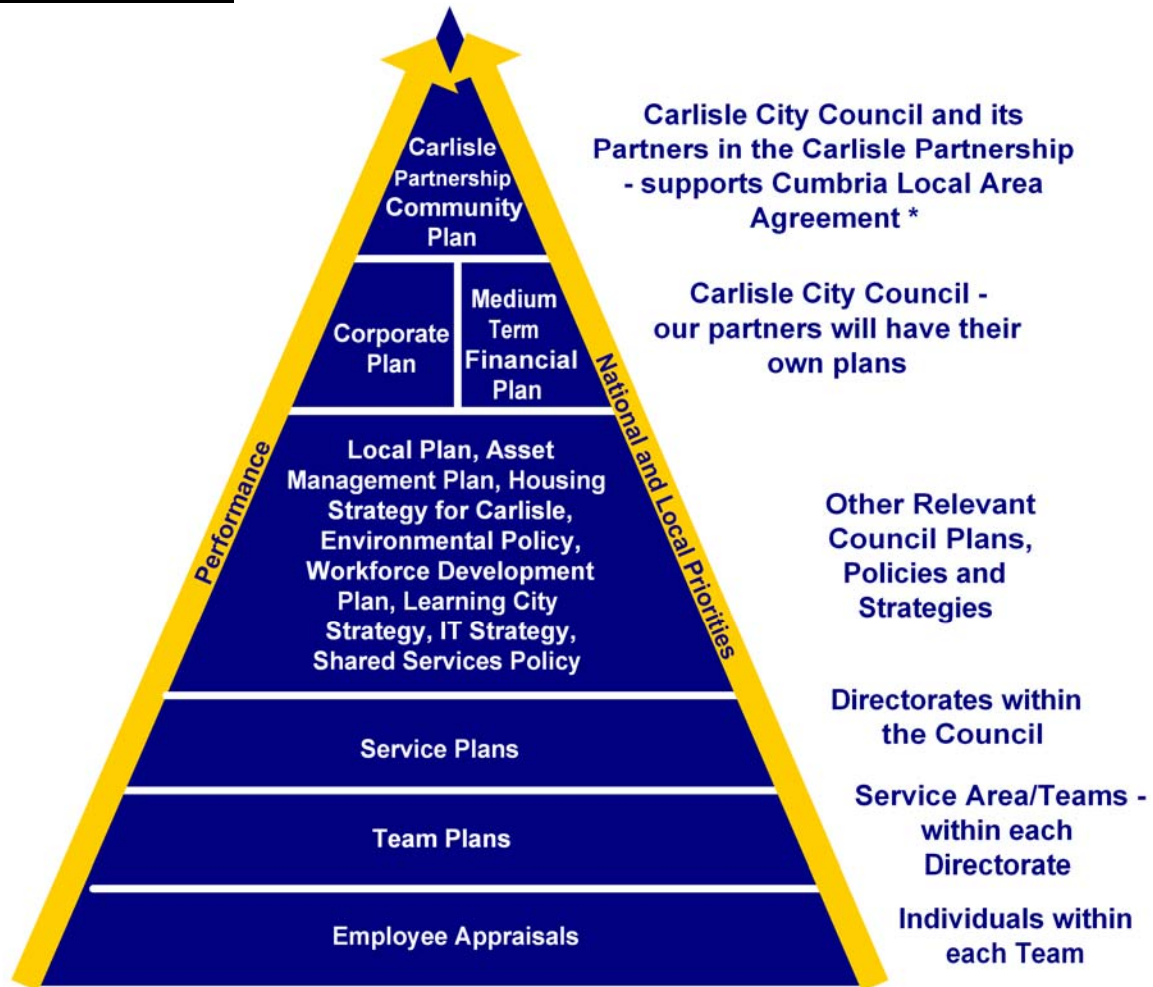 Carlisle
Partnership
Community
Plan
Carlisle City Council and its
Partners in the Carlisle Partnership
- supports Cumbria Local Area
Agreement *
Corporate
Plan
Medium
Term
Financial
Plan
Carlisle City Council -
our partners will have their
own plans
Performance
National and Local Priorities
Local Plan, Asset
Management Plan, Housing
Strategy for Carlisle,
Environmental Policy,
Workforce Development
Plan, Learning City
Strategy, IT Strategy,
Shared Services Policy
Other Relevant
Council Plans,
Policies and
Strategies
Service Plans
Directorates within
the Council
Team Plans
Service Area/Teams -
within each
Directorate
Employee Appraisals
Individuals within
each Team